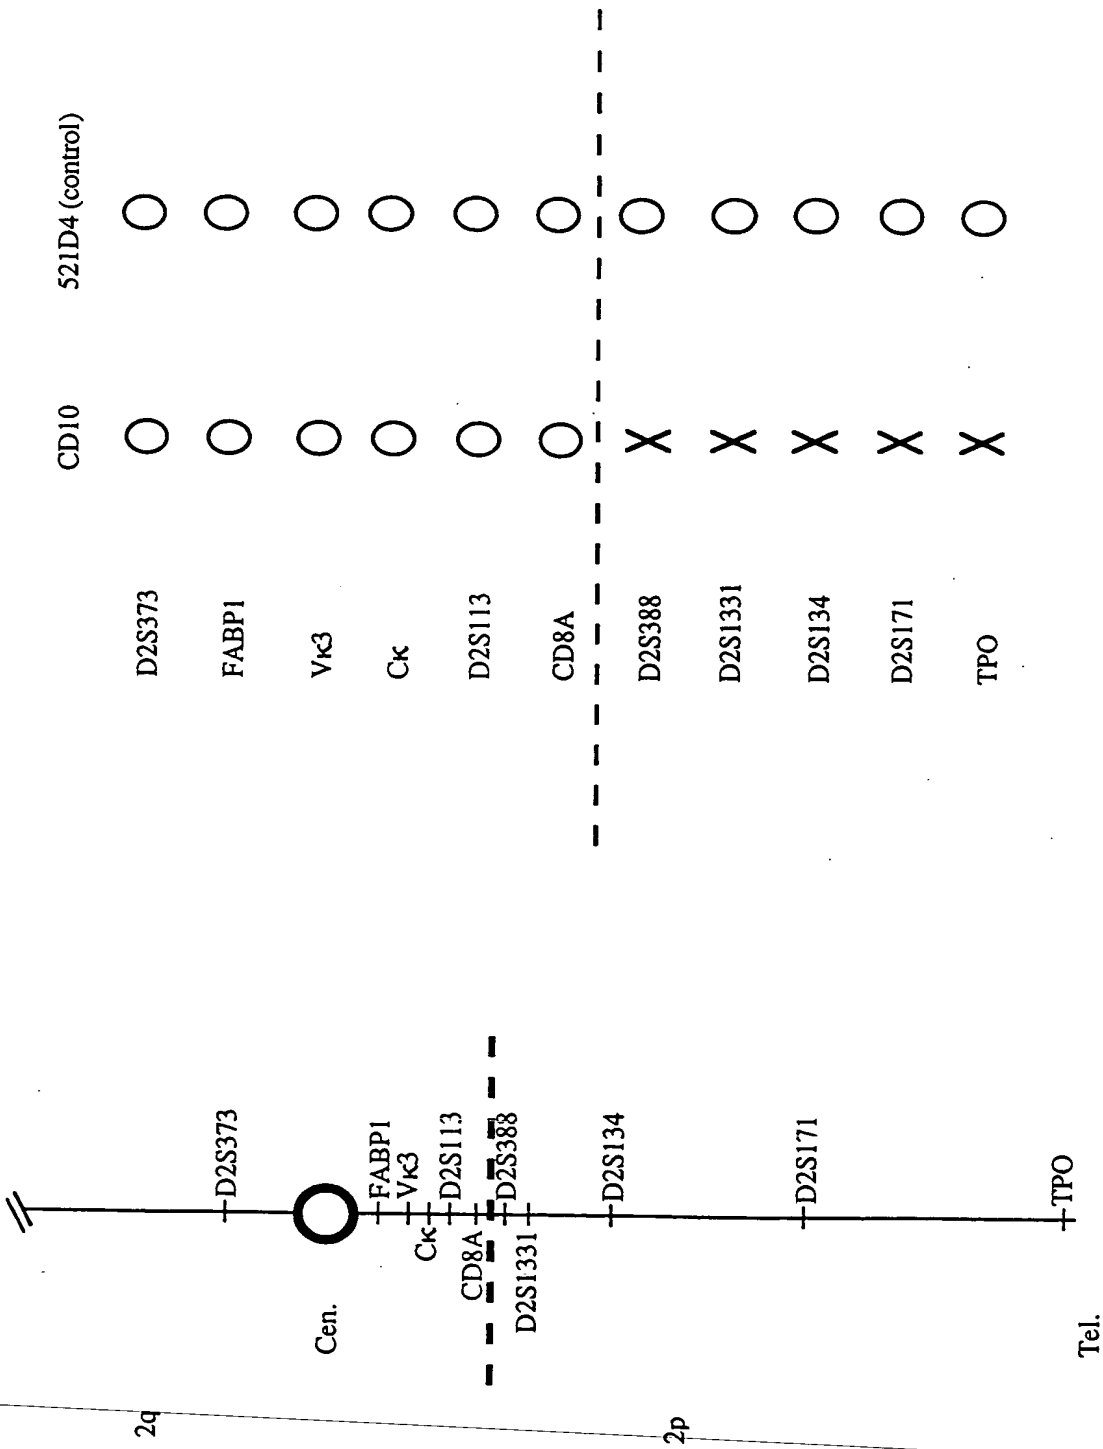 CD10
521D4 (control)
D2S373
FABP1
Vκ3
Cκ
D2S113
CD8A
D2S388
D2S1331
D2S134
D2S171
TPO
2q
Cen.
2p
Tel.
D2S373
FABP1
Vκ3
Cκ
D2S113
CD8A
D2S388
D2S1331
D2S134
D2S171
TPO